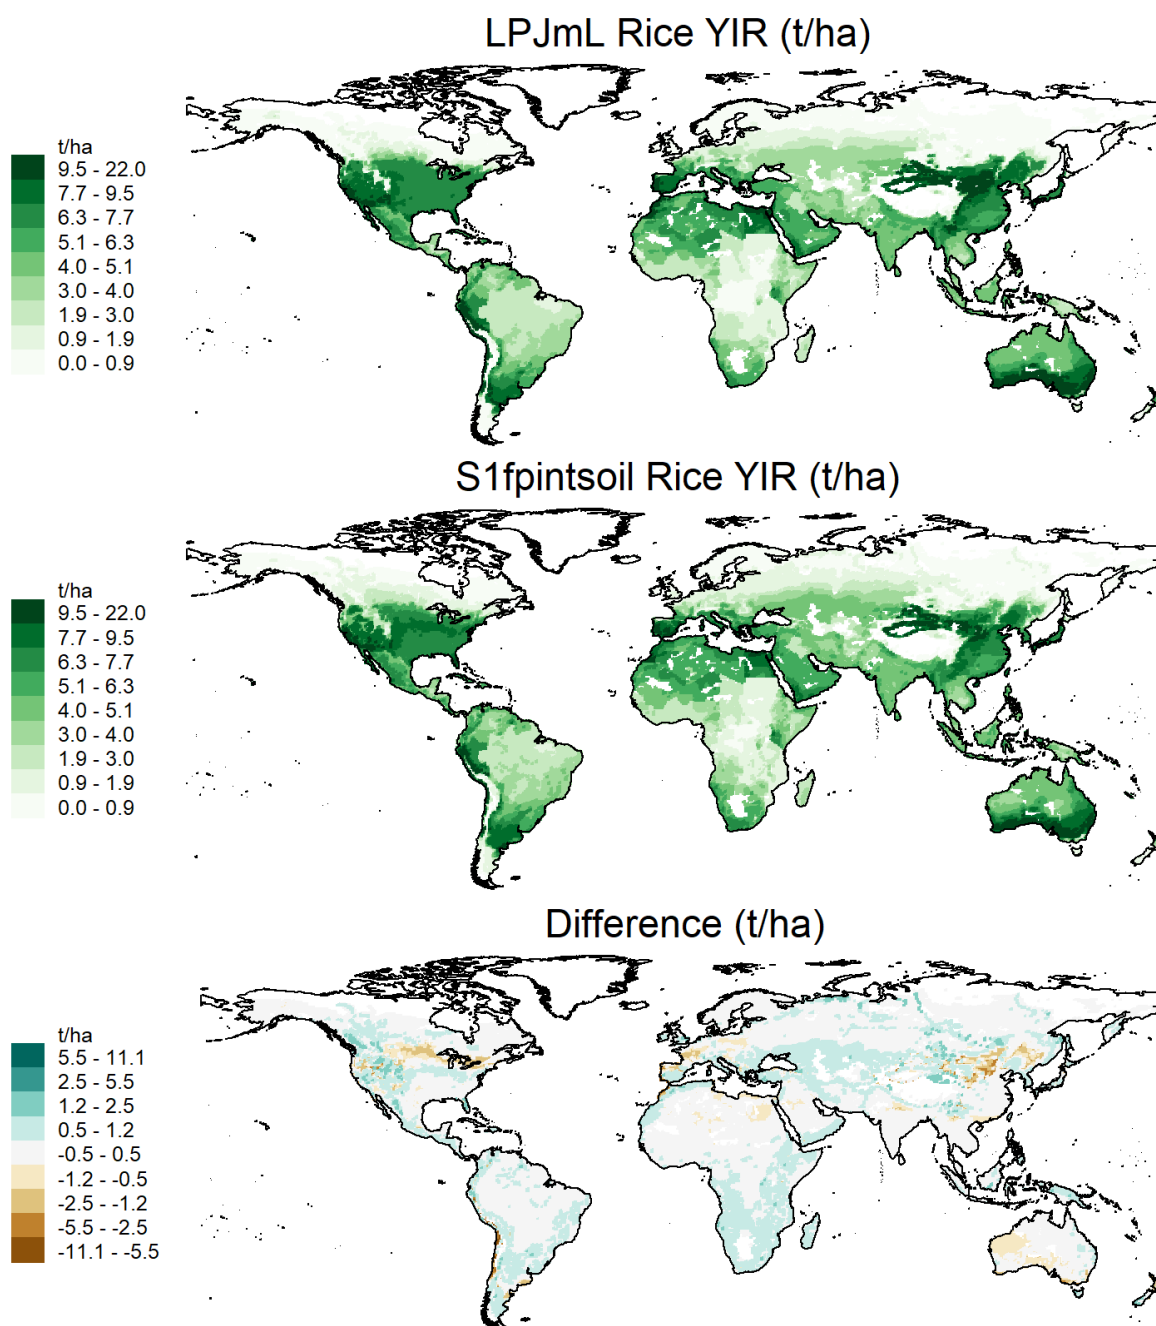 LPJmL Rice YIR (t/ha)
t/ha
9.5 - 22.0
7.7 - 9.5
6.3 - 7.7
5.1 - 6.3
4.0 - 5.1
3.0 - 4.0
1.9 - 3.0
0.9 - 1.9
0.0 - 0.9
S1fpintsoil Rice YIR (t/ha)
t/ha
9.5 - 22.0
7.7 - 9.5
6.3 - 7.7
5.1 - 6.3
4.0 - 5.1
3.0 - 4.0
1.9 - 3.0
0.9 - 1.9
0.0 - 0.9
Difference (t/ha)
t/ha
5.5 - 11.1
2.5 - 5.5
1.2 - 2.5
0.5 - 1.2
-0.5 - 0.5
-1.2 - -0.5
-2.5 - -1.2
-5.5 - -2.5
-11.1 - -5.5